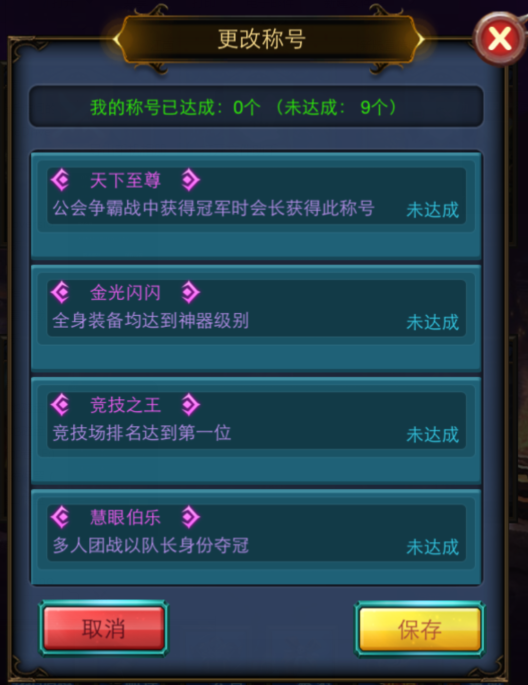 更改称号
我的称号已达成：0个 （未达成： 9个）
天下至尊
公会争霸战中获得冠军时会长获得此称号 未达成
金光闪闪
全身装备均达到神器级别 未达成
竞技之王
竞技场排名达到第一位 未达成
慧眼伯乐
多人团战以队长身份夺冠 未达成
取消 保存